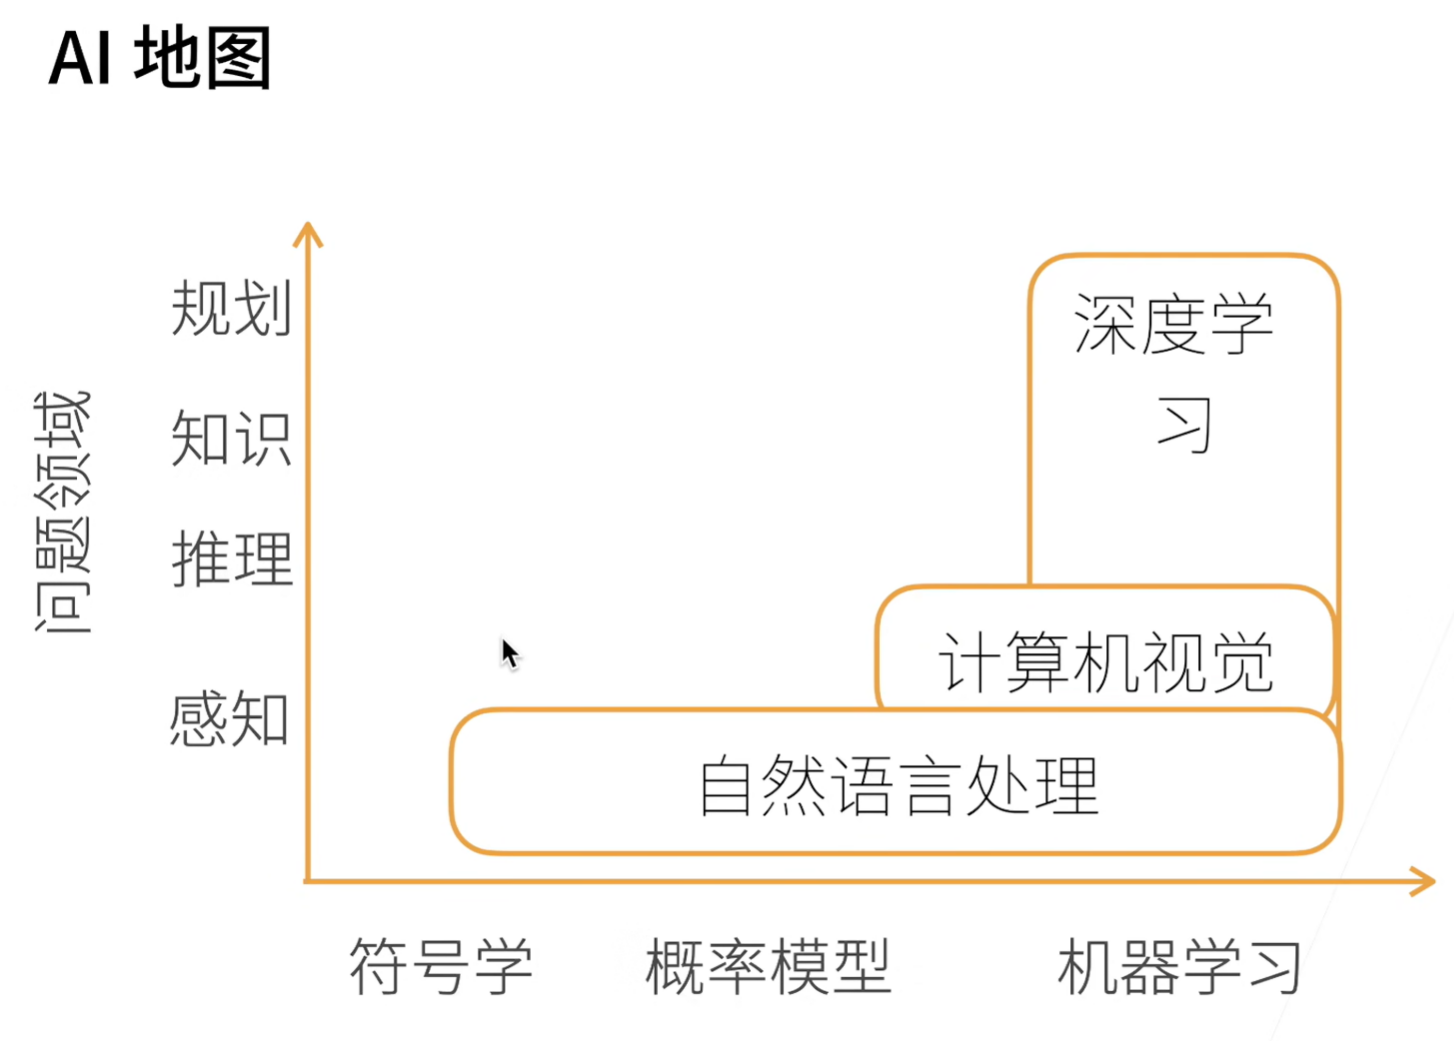 AI 地图
问题领域
规划
知识
推理
感知
深度学
习
计算机视觉
自然语言处理
符号学
概率模型
机器学习